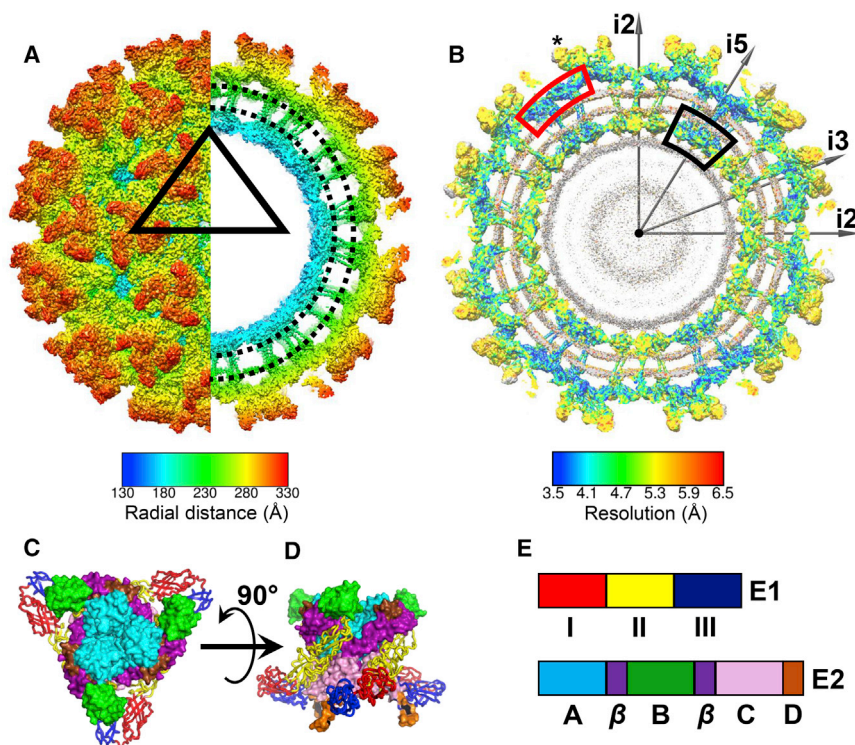 A
B
*
i2
i5
i3
i2
130 180 230 280 330
Radial distance (Å)
3.5 4.1 4.7 5.3 5.9 6.5
Resolution (Å)
C
90°
D
E
E1
I II III
E2
A β B β C D